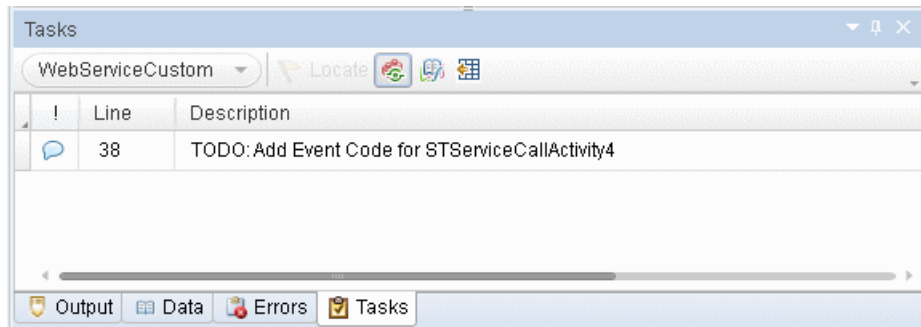 Tasks
WebServiceCustom Locate
! Line Description
38 TODO: Add Event Code for STServiceCallActivity4
Output Data Errors Tasks